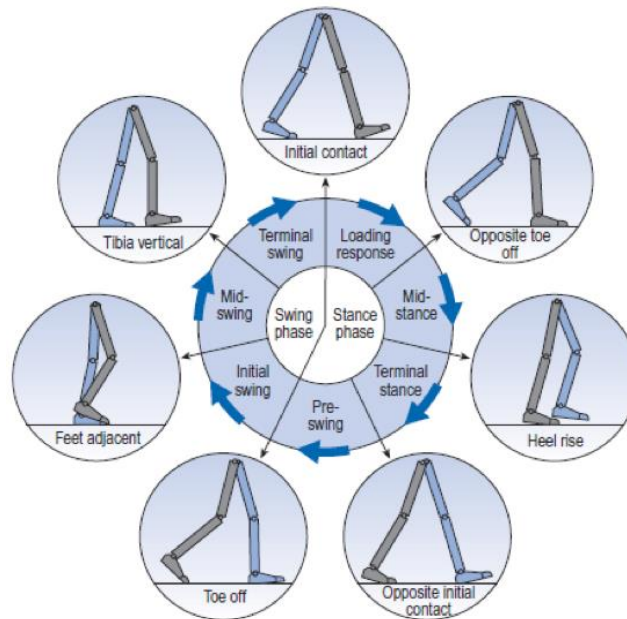 Initial contact
Opposite toe
off
Heel rise
Opposite initial
contact
Toe off
Feet adjacent
Tibia vertical
Loading
response
Mid-
stance
Terminal
stance
Pre-
swing
Initial
swing
Mid-
swing
Terminal
swing
Swing
phase
Stance
phase